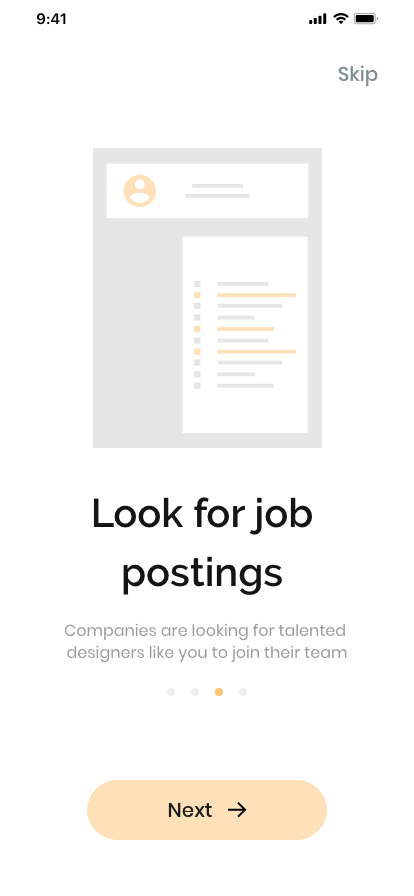 9:41
Skip
Look for job
postings
Companies are looking for talented
designers like you to join their team
Next